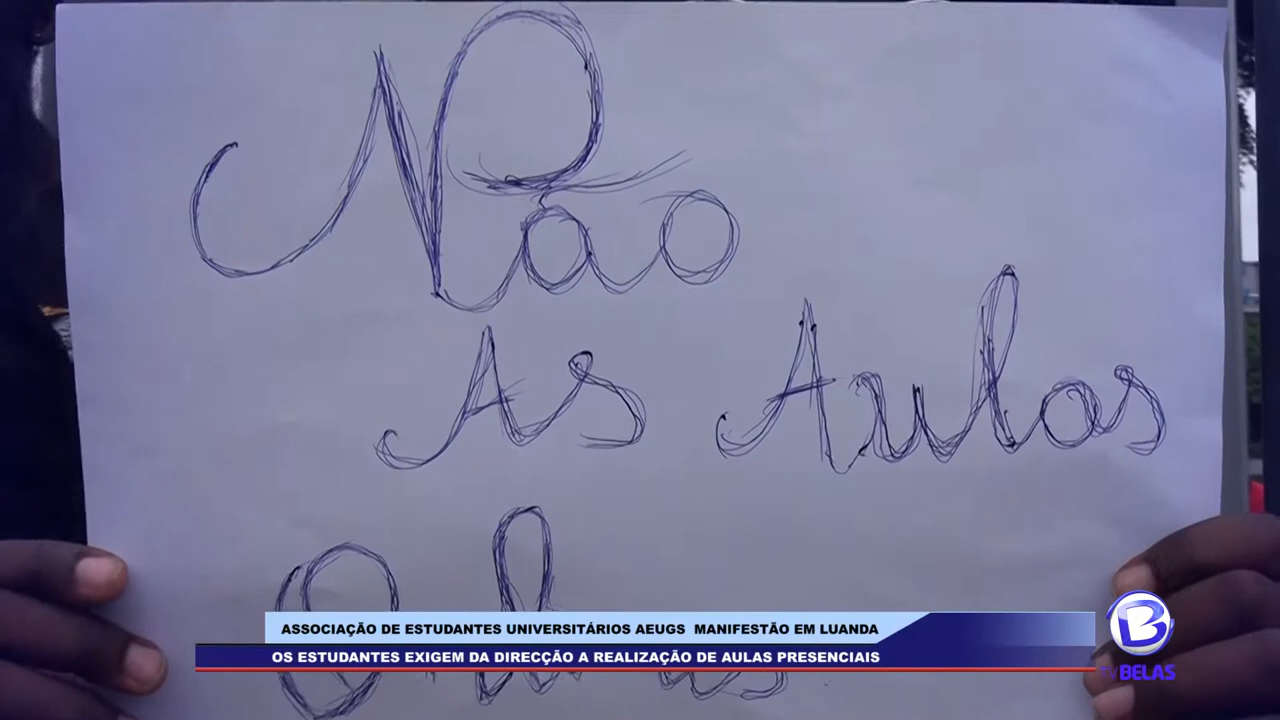 Não
As Aulas
ASSOCIAÇÃO DE ESTUDANTES UNIVERSITÁRIOS AEUGS MANIFESTÃO EM LUANDA
OS ESTUDANTES EXIGEM DA DIRECÇÃO A REALIZAÇÃO DE AULAS PRESENCIAIS
B
TV BELAS